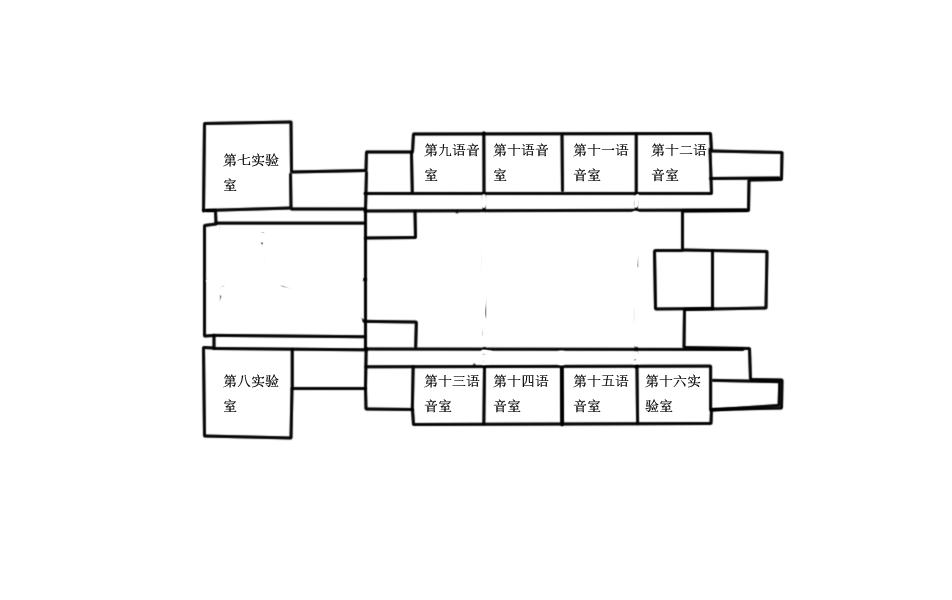 第七实验
室
第九语音
室
第十语音
室
第十一语
音室
第十二语
音室
第八实验
室
第十三语
音室
第十四语
音室
第十五语
音室
第十六实
验室